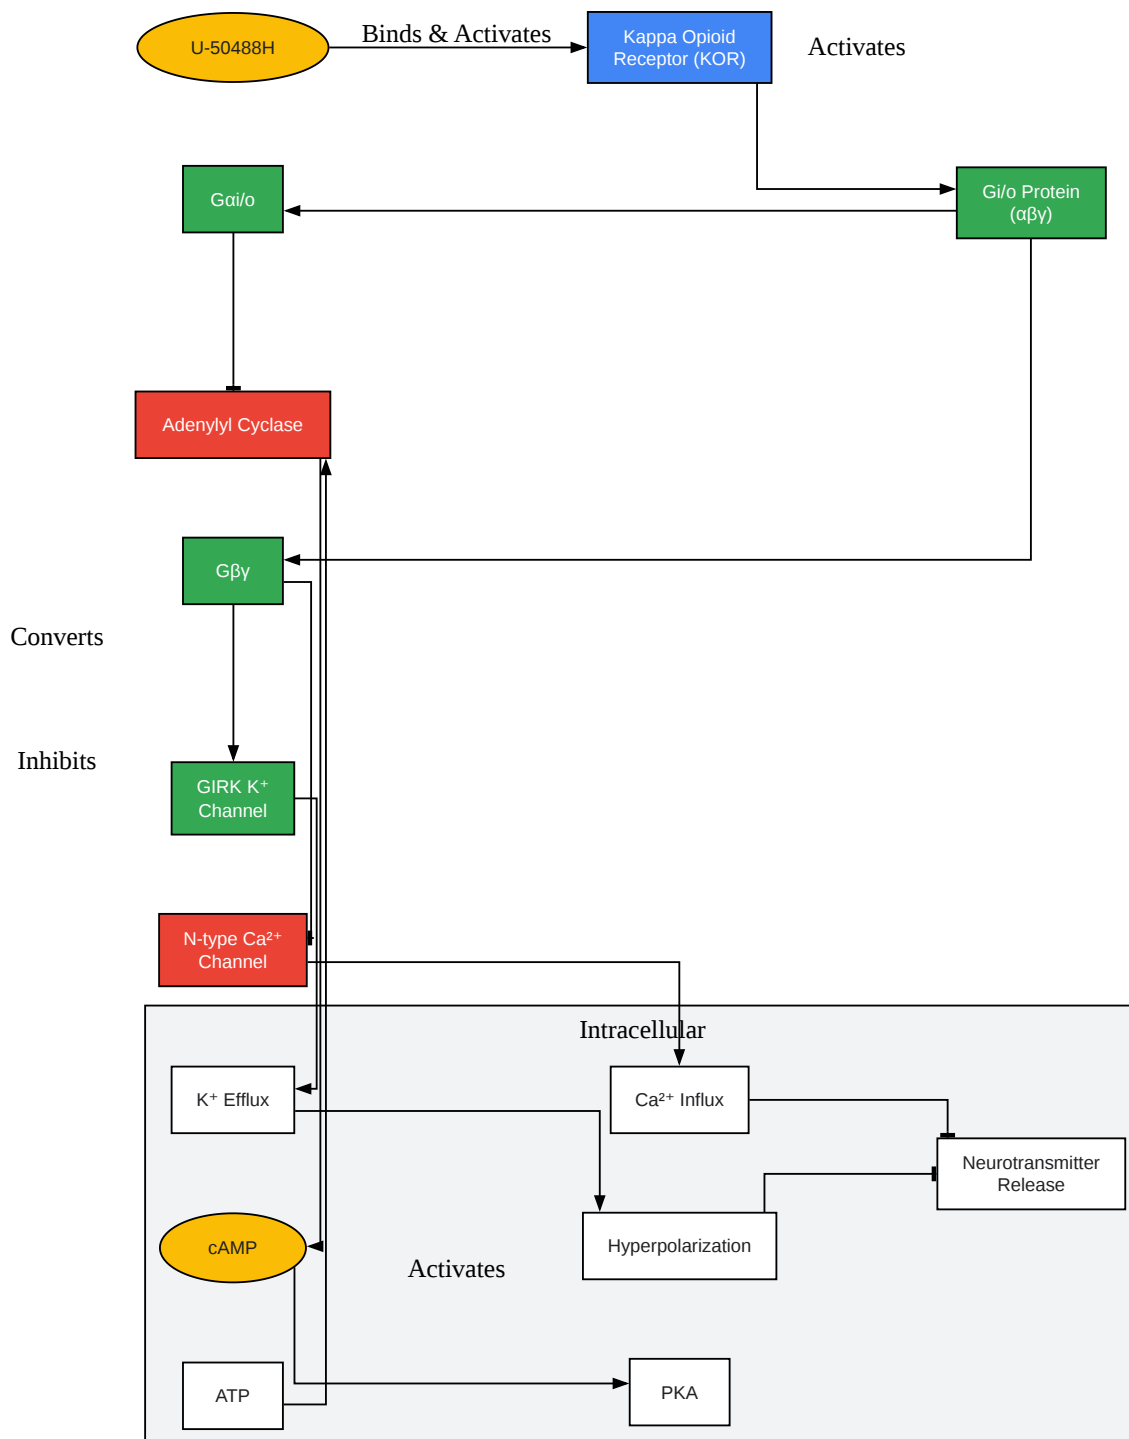 U-50488H
Binds & Activates
Kappa Opioid
Receptor (KOR)
Activates
Gαi/o
Gi/o Protein
(αβγ)
Adenylyl Cyclase
Gβγ
Converts
Inhibits
GIRK K⁺
Channel
N-type Ca²⁺
Channel
Intracellular
K⁺ Efflux
Ca²⁺ Influx
Neurotransmitter
Release
cAMP
Activates
Hyperpolarization
ATP
PKA